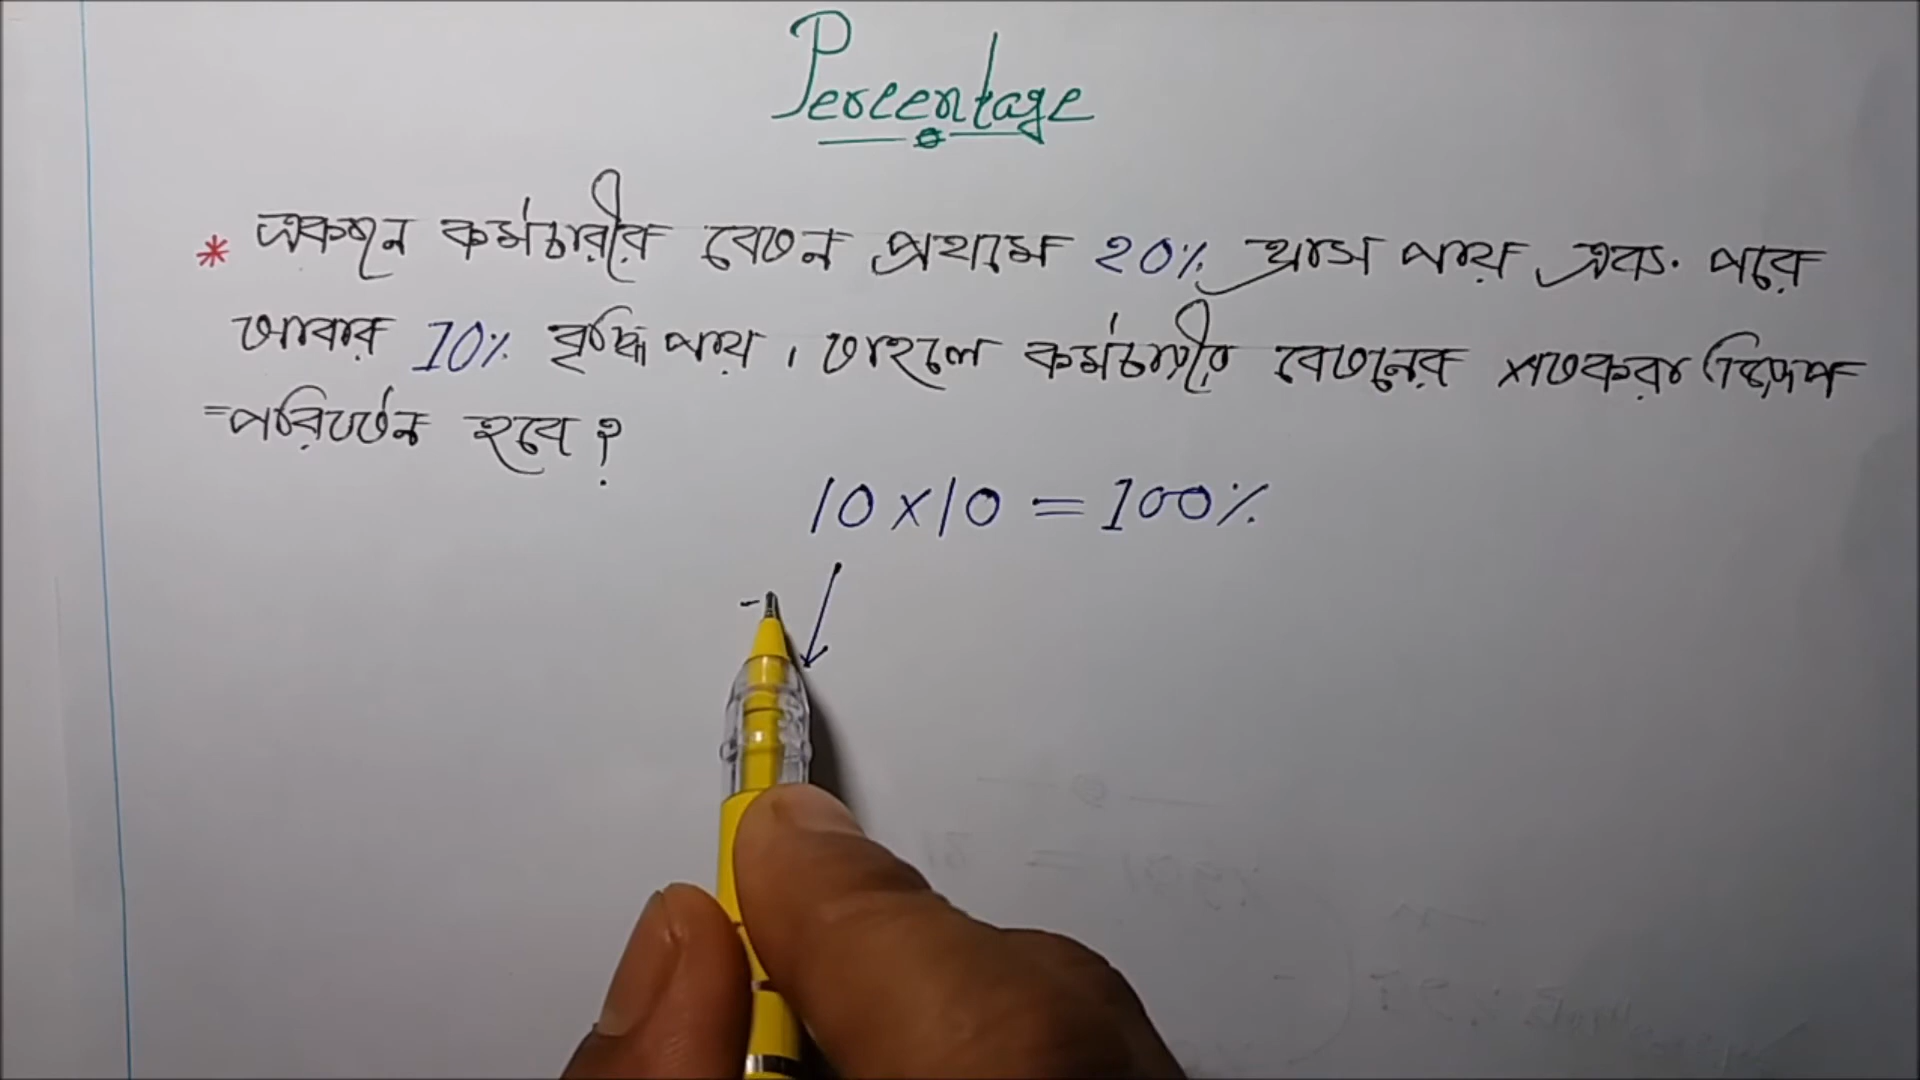 Percentage
* একজন কর্মচারীর বেতন প্রথমে 20% হ্রাস পায় এবং পরে
আবার 10% বৃদ্ধি পায়। তাহলে কর্মচারীর বেতনের শতকরা কিরূপ
পরিবর্তন হবে?
10 x 10 = 100%
-